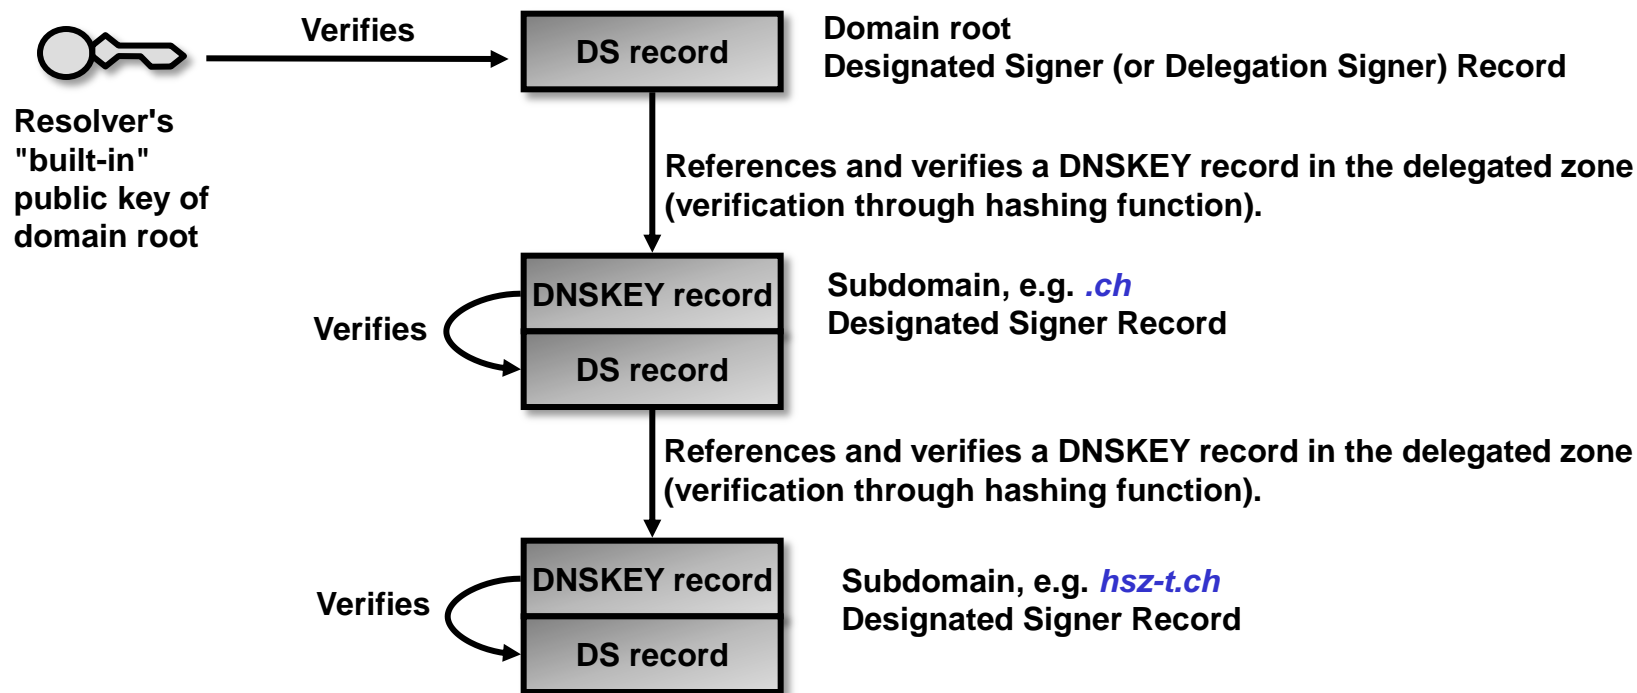 Verifies
DS record
Domain root
Designated Signer (or Delegation Signer) Record
Resolver's
"built-in"
public key of
domain root
References and verifies a DNSKEY record in the delegated zone
(verification through hashing function).
DNSKEY record
Verifies
DS record
Subdomain, e.g. .ch
Designated Signer Record
References and verifies a DNSKEY record in the delegated zone
(verification through hashing function).
DNSKEY record
Verifies
DS record
Subdomain, e.g. hsz-t.ch
Designated Signer Record